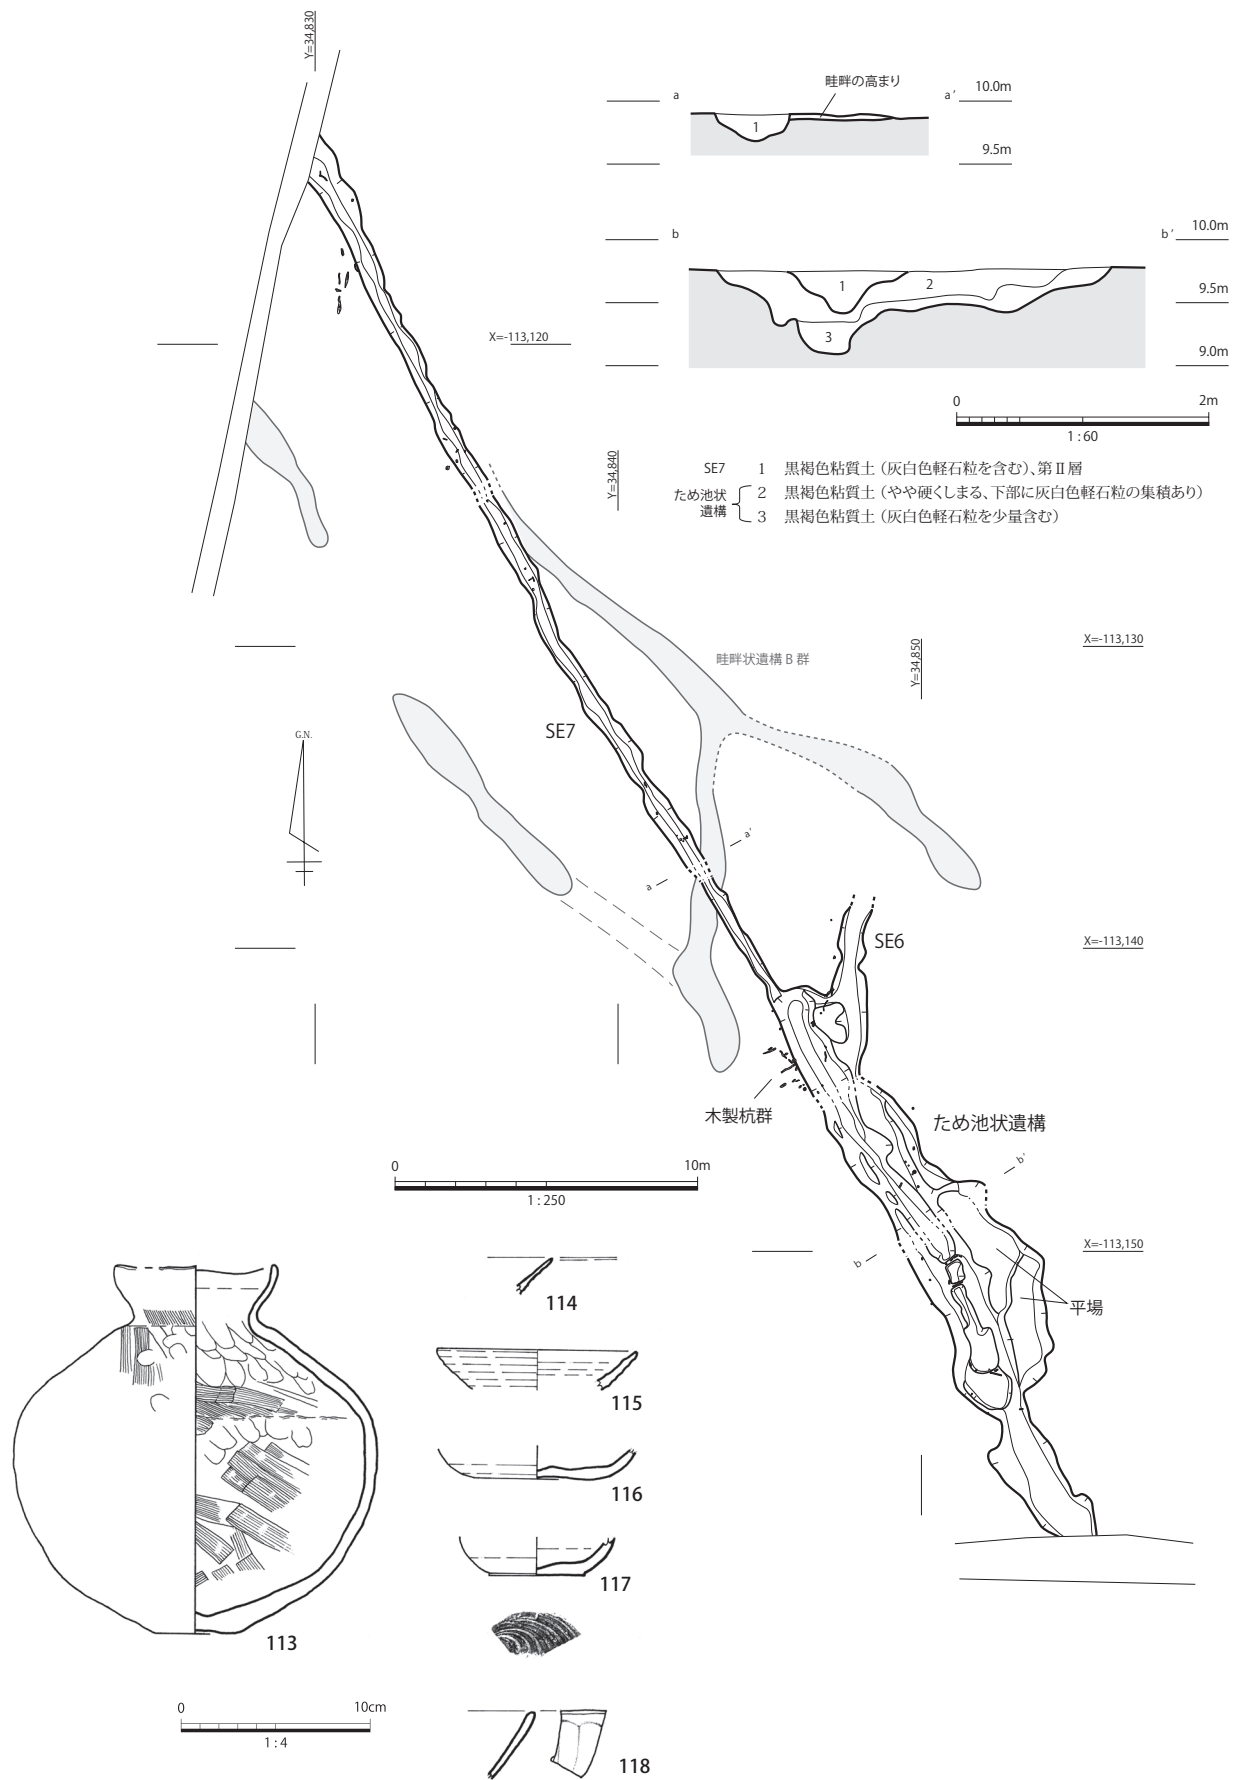 Y=34,830
畦畔の高まり
a
a′
10.0m
1
9.5m
b
b′
10.0m
1
2
9.5m
3
9.0m
X=-113,120
0
2m
1 : 60
Y=34,840
SE7 1 黒褐色粘質土（灰白色軽石粒を含む）、第Ⅱ層
ため池状遺構
2 黒褐色粘質土（やや硬くしまる、下部に灰白色軽石粒の集積あり）
3 黒褐色粘質土（灰白色軽石粒を少量含む）
X=-113,130
Y=34,850
畦畔状遺構 B 群
SE7
G.N.
a′
a
SE6
X=-113,140
木製杭群
ため池状遺構
b′
0
10m
1 : 250
b
X=-113,150
平場
114
115
116
117
113
0
10cm
1 : 4
118